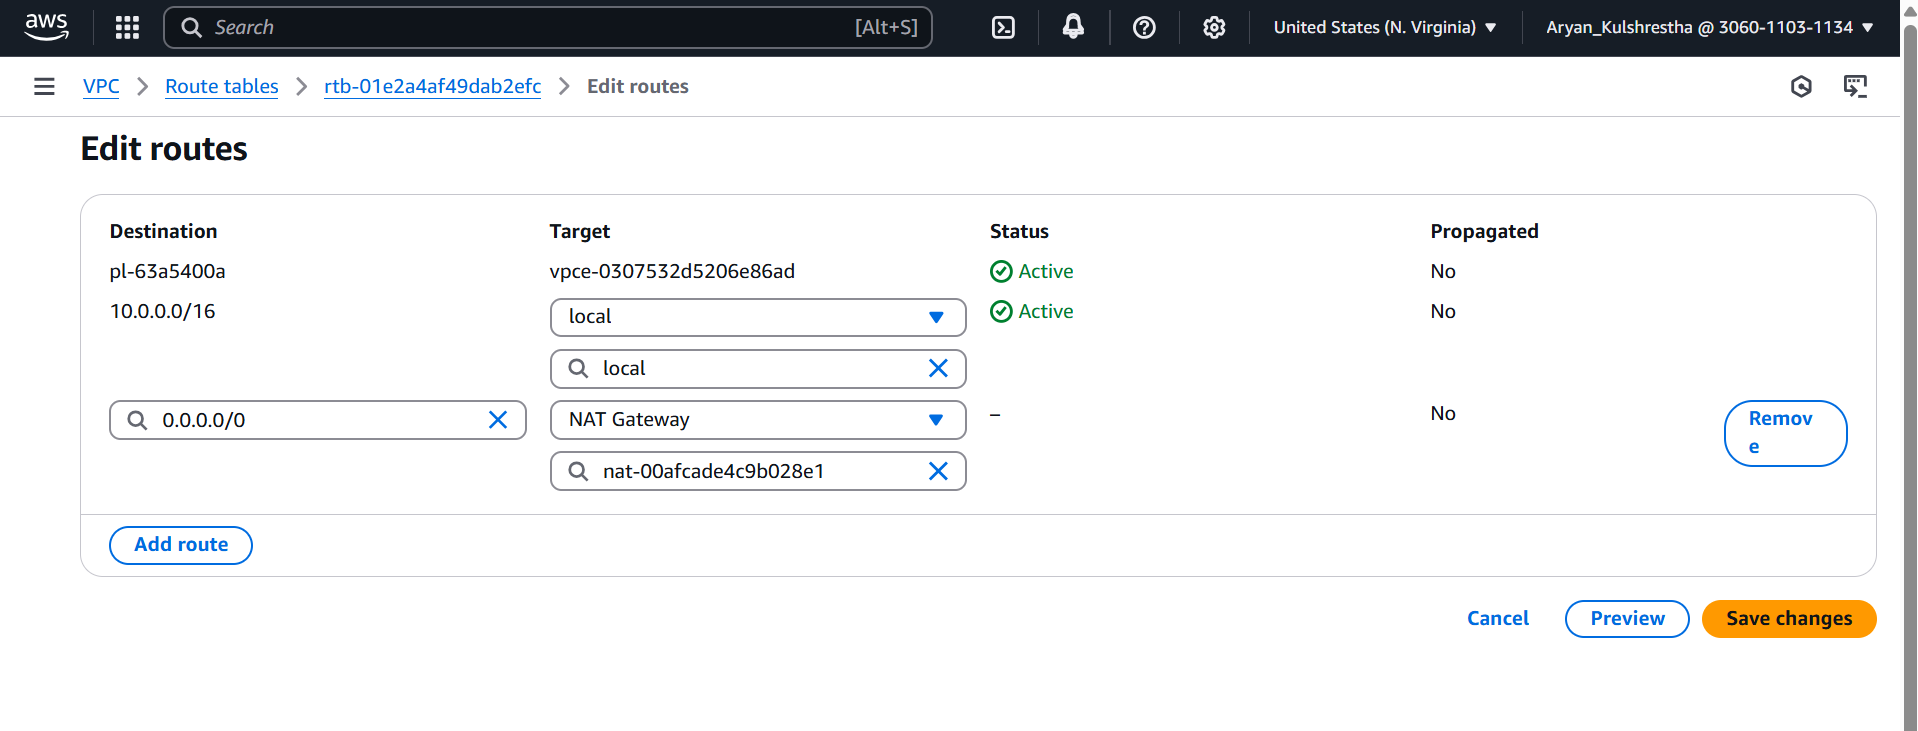 aws
Search
[Alt+S]
United States (N. Virginia)
Aryan_Kulshrestha @ 3060-1103-1134
VPC
Route tables
rtb-01e2a4af49dab2efc
Edit routes
Edit routes
Destination
Target
Status
Propagated
pl-63a5400a
vpce-0307532d5206e86ad
Active
No
10.0.0.0/16
local
Active
No
local
0.0.0.0/0
NAT Gateway
–
No
Remov
e
nat-00afcade4c9b028e1
Add route
Cancel
Preview
Save changes